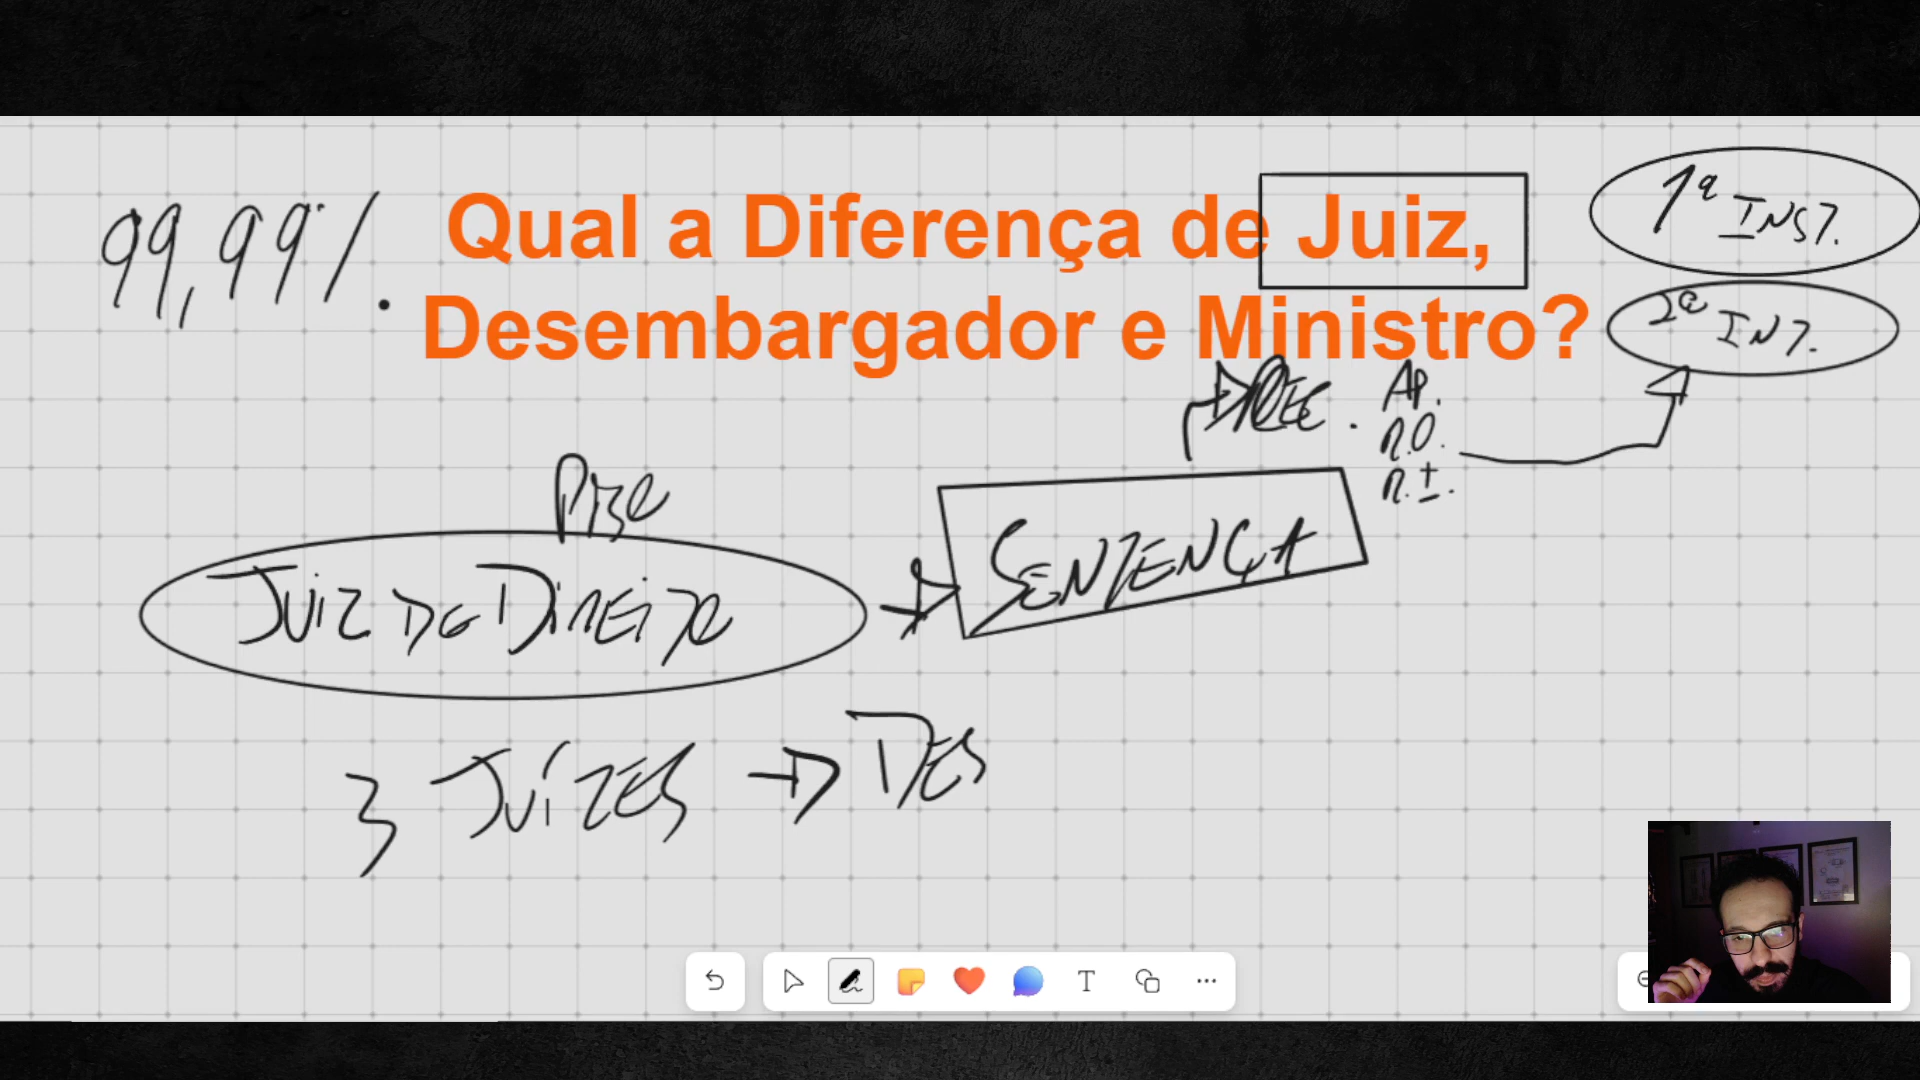 99,99%.
Qual a Diferença de Juiz,
Desembargador e Ministro?
1ª INST.
2ª INT.
AP.
R.O.
R.I.
JUIZ DE DIREITO
SENTENÇA
3 JUÍZES → DES
T